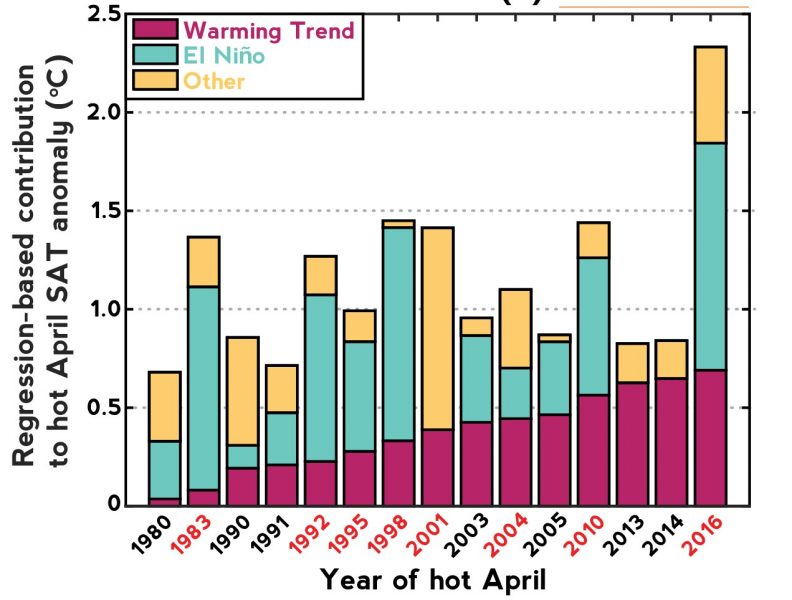 2.5
Warming Trend
El Niño
Other
2.0
1.5
1.0
0.5
0
Regression-based contribution
to hot April SAT anomaly (°C)
1980 1983 1990 1991 1992 1995 1998 2001 2003 2004 2005 2010 2013 2014 2016
Year of hot April